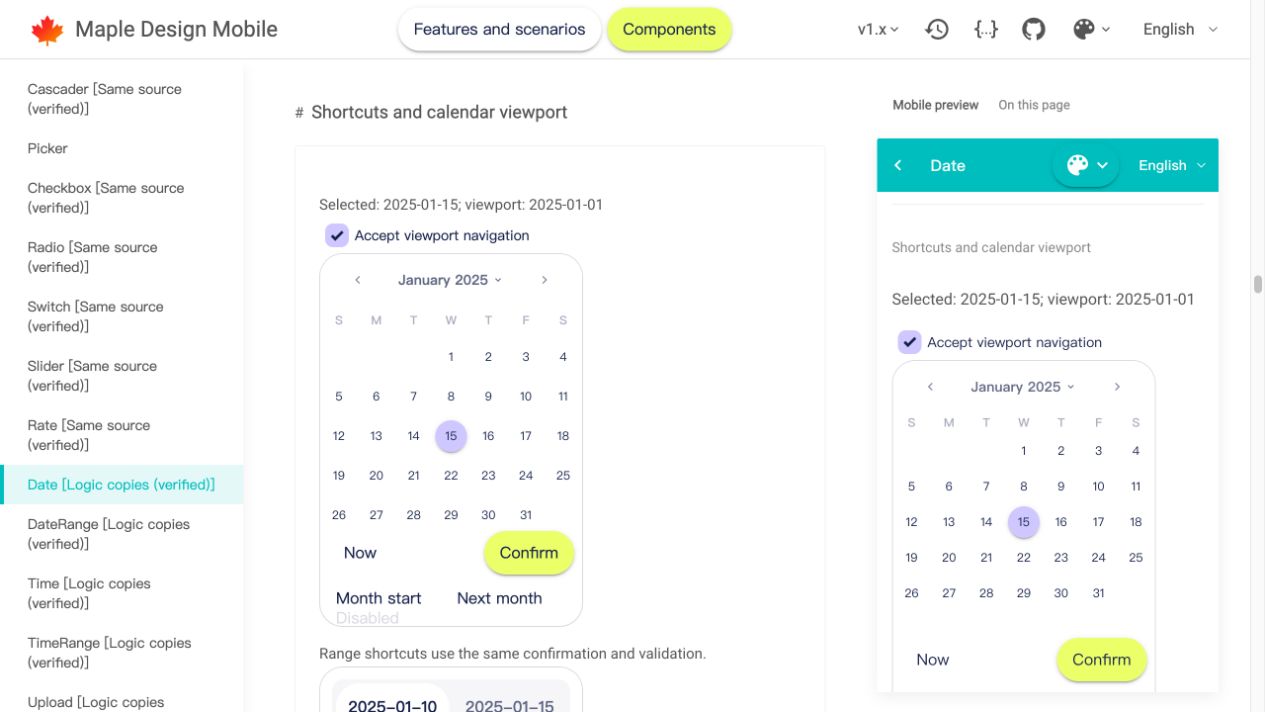 Maple Design Mobile
Features and scenarios
Components
v1.x
{...}
English
Cascader [Same source
(verified)]
Picker
Checkbox [Same source
(verified)]
Radio [Same source
(verified)]
Switch [Same source
(verified)]
Slider [Same source
(verified)]
Rate [Same source
(verified)]
Date [Logic copies (verified)]
DateRange [Logic copies
(verified)]
Time [Logic copies
(verified)]
TimeRange [Logic copies
(verified)]
Upload [Logic copies
# Shortcuts and calendar viewport
Selected: 2025-01-15; viewport: 2025-01-01
Accept viewport navigation
January 2025
S M T W T F S
1 2 3 4
5 6 7 8 9 10 11
12 13 14 15 16 17 18
19 20 21 22 23 24 25
26 27 28 29 30 31
Now
Confirm
Month start
Next month
Disabled
Range shortcuts use the same confirmation and validation.
2025-01-10
2025-01-15
Mobile preview
On this page
Date
English
Shortcuts and calendar viewport
Selected: 2025-01-15; viewport: 2025-01-01
Accept viewport navigation
January 2025
S M T W T F S
1 2 3 4
5 6 7 8 9 10 11
12 13 14 15 16 17 18
19 20 21 22 23 24 25
26 27 28 29 30 31
Now
Confirm